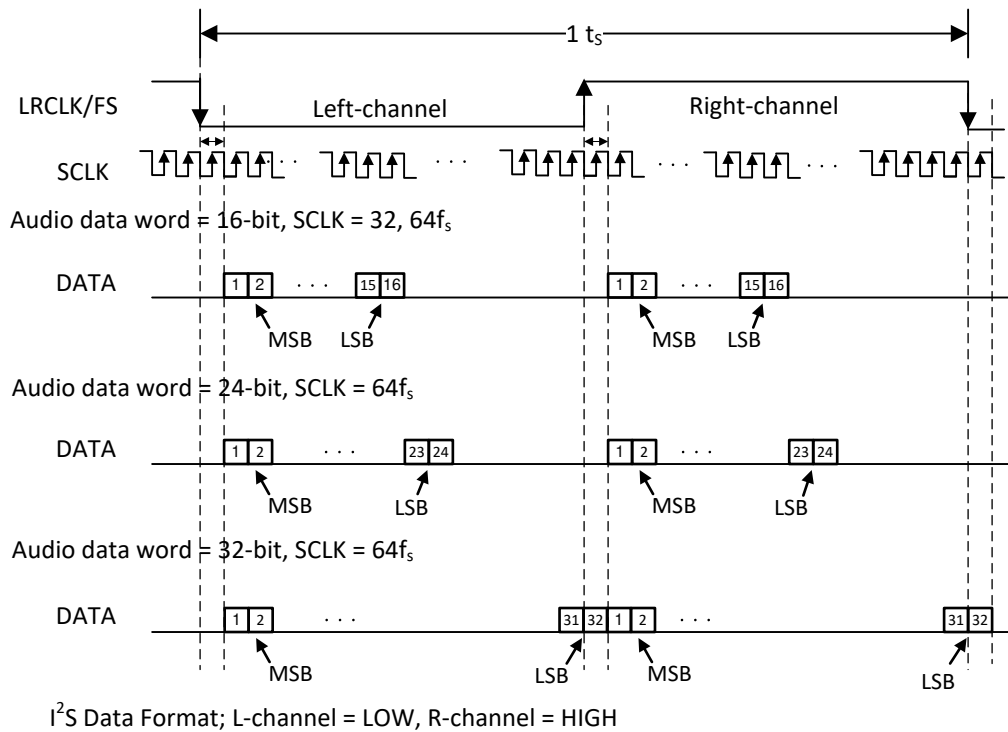 1 tₛ
LRCLK/FS Left-channel Right-channel
SCLK . . . . . . . . . . . .
Audio data word = 16-bit, SCLK = 32, 64fₛ
DATA 1 2 . . . 15 16 1 2 . . . 15 16
MSB LSB MSB LSB
Audio data word = 24-bit, SCLK = 64fₛ
DATA 1 2 . . . 23 24 1 2 . . . 23 24
MSB LSB MSB LSB
Audio data word = 32-bit, SCLK = 64fₛ
DATA 1 2 . . . 31 32 1 2 . . . 31 32
MSB LSB MSB LSB
I²S Data Format; L-channel = LOW, R-channel = HIGH